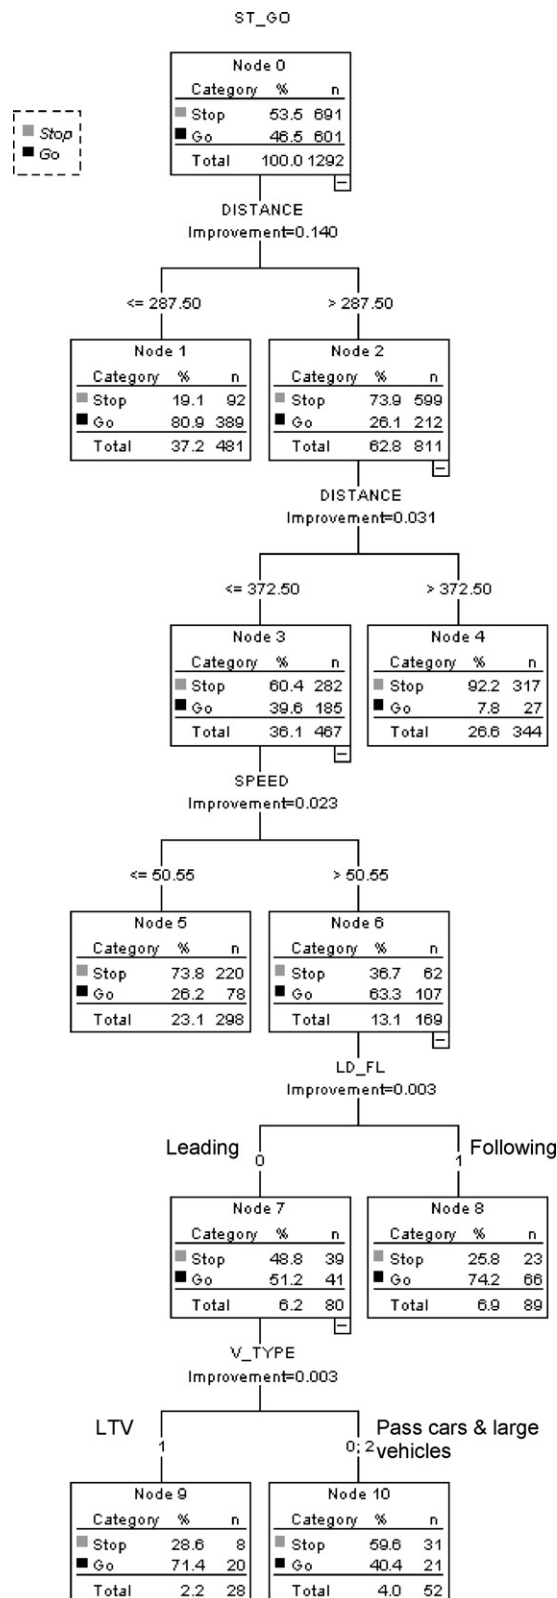 ST_GO
Stop
Go
Node 0
Category % n
Stop 53.5 691
Go 46.5 601
Total 100.0 1292
DISTANCE
Improvement=0.140
<= 287.50
> 287.50
Node 1
Category % n
Stop 19.1 92
Go 80.9 389
Total 37.2 481
Node 2
Category % n
Stop 73.9 599
Go 26.1 212
Total 62.8 811
DISTANCE
Improvement=0.031
<= 372.50
> 372.50
Node 3
Category % n
Stop 60.4 282
Go 39.6 185
Total 36.1 467
Node 4
Category % n
Stop 92.2 317
Go 7.8 27
Total 26.6 344
SPEED
Improvement=0.023
<= 50.55
> 50.55
Node 5
Category % n
Stop 73.8 220
Go 26.2 78
Total 23.1 298
Node 6
Category % n
Stop 36.7 62
Go 63.3 107
Total 13.1 169
LD_FL
Improvement=0.003
Leading
0
Following
1
Node 7
Category % n
Stop 48.8 39
Go 51.2 41
Total 6.2 80
Node 8
Category % n
Stop 25.8 23
Go 74.2 66
Total 6.9 89
V_TYPE
Improvement=0.003
LTV
1
Pass cars & large
vehicles
0; 2
Node 9
Category % n
Stop 28.6 8
Go 71.4 20
Total 2.2 28
Node 10
Category % n
Stop 59.6 31
Go 40.4 21
Total 4.0 52